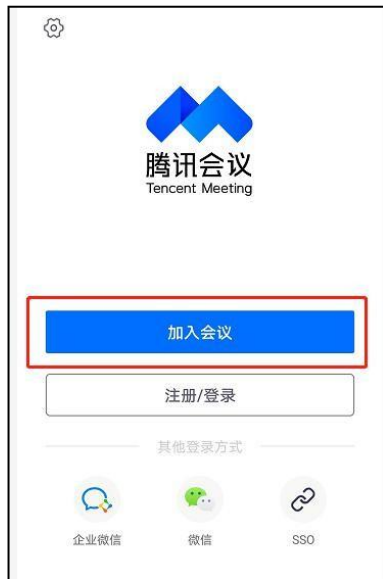 腾讯会议
Tencent Meeting
加入会议
注册/登录
其他登录方式
企业微信
微信
SSO